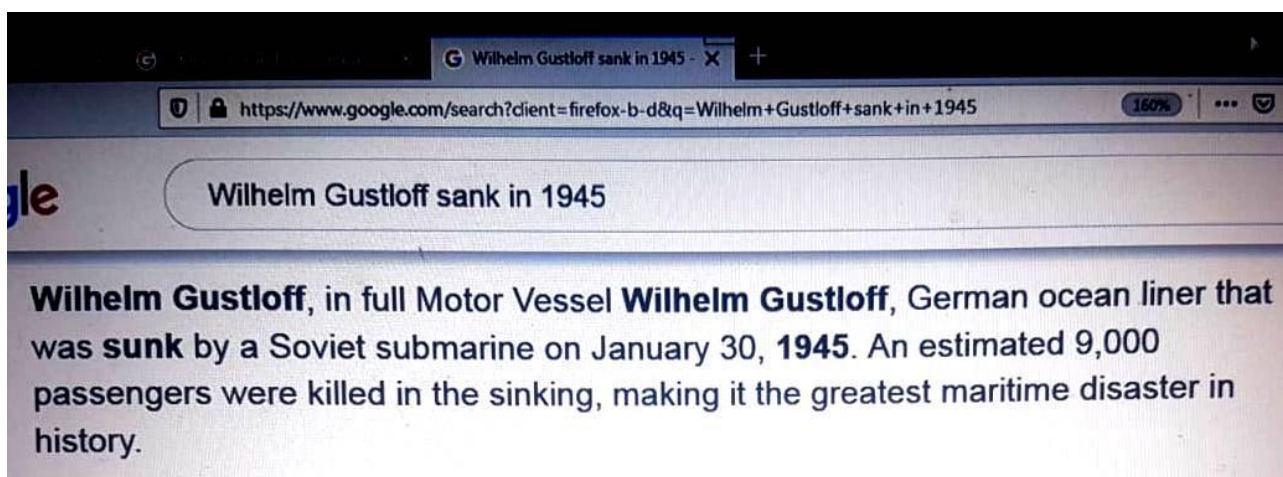 Wilhelm Gustloff sank in 1945 -
https://www.google.com/search?client=firefox-b-d&q=Wilhelm+Gustloff+sank+in+1945
160%
gle
Wilhelm Gustloff sank in 1945
Wilhelm Gustloff, in full Motor Vessel Wilhelm Gustloff, German ocean liner that
was sunk by a Soviet submarine on January 30, 1945. An estimated 9,000
passengers were killed in the sinking, making it the greatest maritime disaster in
history.